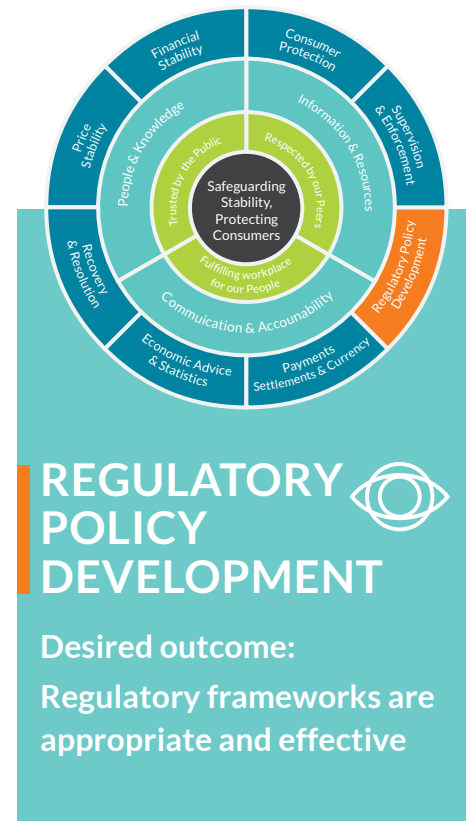 Financial
Stability
Consumer
Protection
Supervision
& Enforcement
Regulatory Policy
Development
Payments
Settlements & Currency
Economic Advice
& Statistics
Recovery
& Resolution
Price
Stability
People & Knowledge
Information & Resources
Commuication & Accounability
Trusted by the Public
Respected by our Peers
Fulfilling workplace
for our People
Safeguarding
Stability,
Protecting
Consumers
REGULATORY
POLICY
DEVELOPMENT
Desired outcome:
Regulatory frameworks are
appropriate and effective